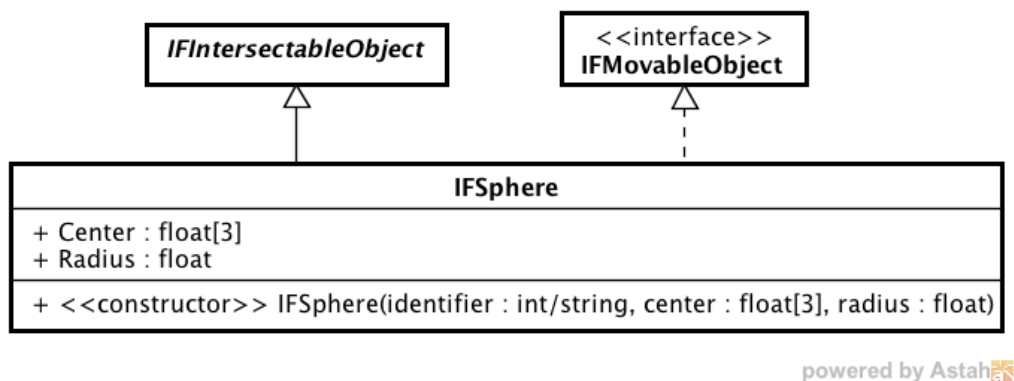 IFIntersectableObject
<<interface>>
IFMovableObject
IFSphere
+ Center : float[3]
+ Radius : float
+ <<constructor>> IFSphere(identifier : int/string, center : float[3], radius : float)
powered by Astah